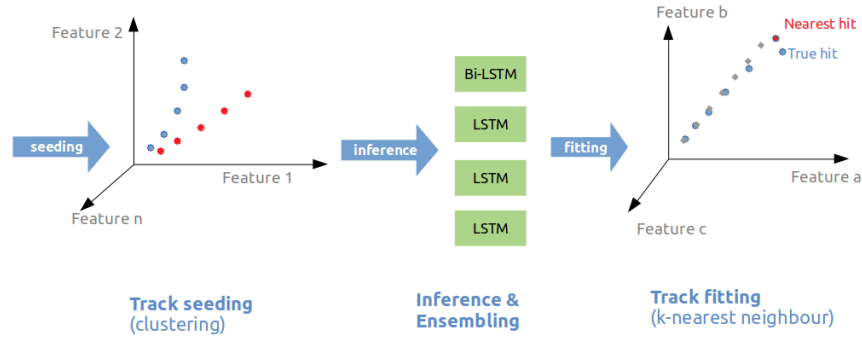 Feature 2
seeding
Feature 1
Feature n
Track seeding
(clustering)
inference
Bi-LSTM
LSTM
LSTM
LSTM
Inference &
Ensembling
fitting
Feature b
Nearest hit
True hit
Feature a
Feature c
Track fitting
(k-nearest neighbour)